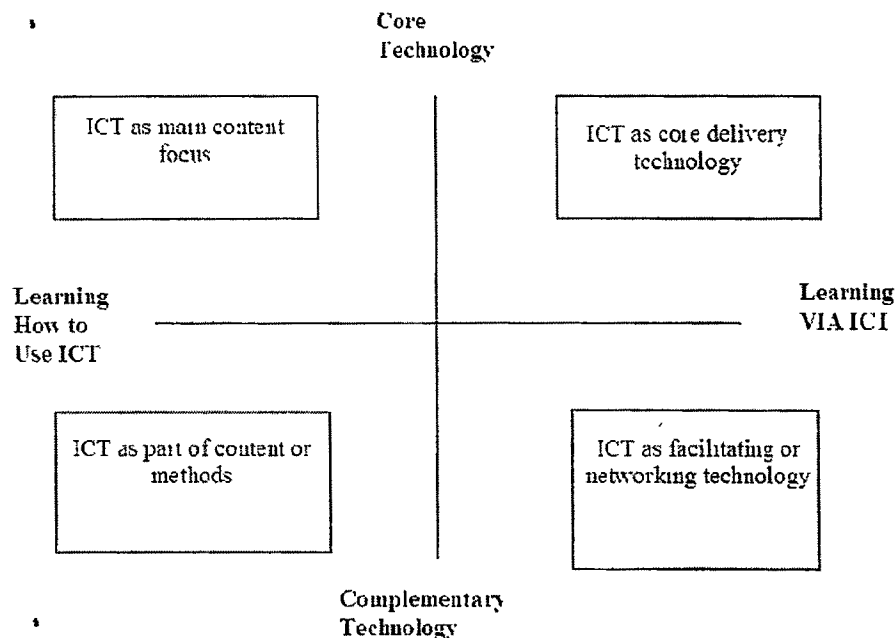 Core
Technology
ICT as main content
focus
ICT as core delivery
technology
Learning
How to
Use ICT
Learning
VIA ICT
ICT as part of content or
methods
ICT as facilitating or
networking technology
Complementary
Technology